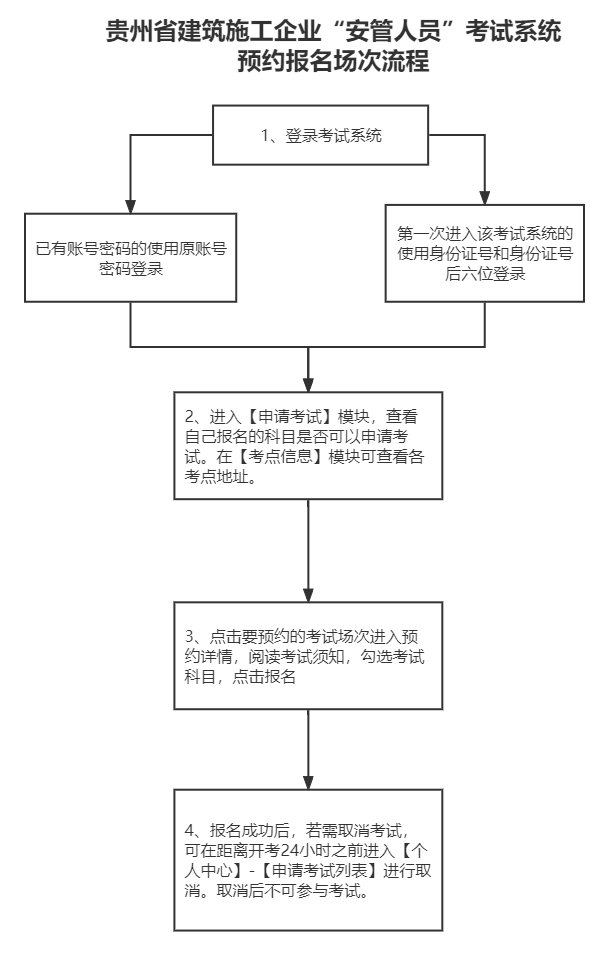 贵州省建筑施工企业“安管人员”考试系统
预约报名场次流程
1、登录考试系统
已有账号密码的使用原账号
密码登录
第一次进入该考试系统的
使用身份证号和身份证号
后六位登录
2、进入【申请考试】模块，查看
自己报名的科目是否可以申请考
试。在【考点信息】模块可查看各
考点地址。
3、点击要预约的考试场次进入预
约详情，阅读考试须知，勾选考试
科目，点击报名
4、报名成功后，若需取消考试，
可在距离开考24小时之前进入【个
人中心】-【申请考试列表】进行取
消。取消后不可参与考试。